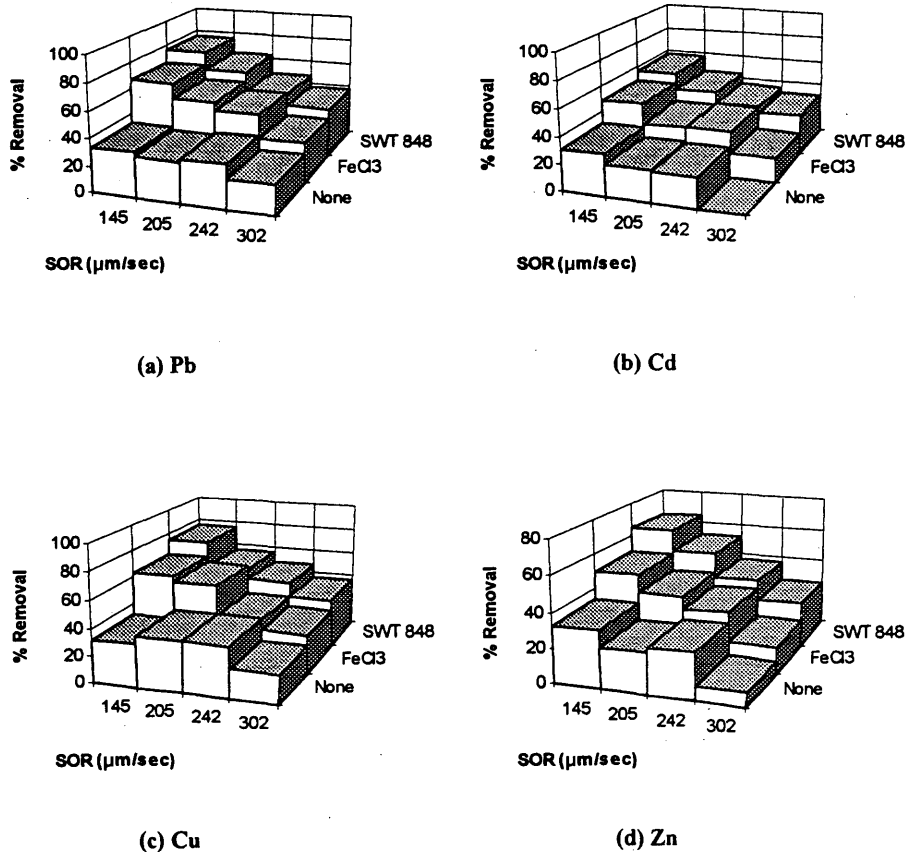 100
80
60
40
20
0
% Removal
145
205
242
302
SWT 848
FeCl3
None
SOR (µm/sec)
(a) Pb
100
80
60
40
20
0
% Removal
145
205
242
302
SWT 848
FeCl3
None
SOR (µm/sec)
(b) Cd
100
80
60
40
20
0
% Removal
145
205
242
302
SWT 848
FeCl3
None
SOR (µm/sec)
(c) Cu
80
60
40
20
0
% Removal
145
205
242
302
SWT 848
FeCl3
None
SOR (µm/sec)
(d) Zn